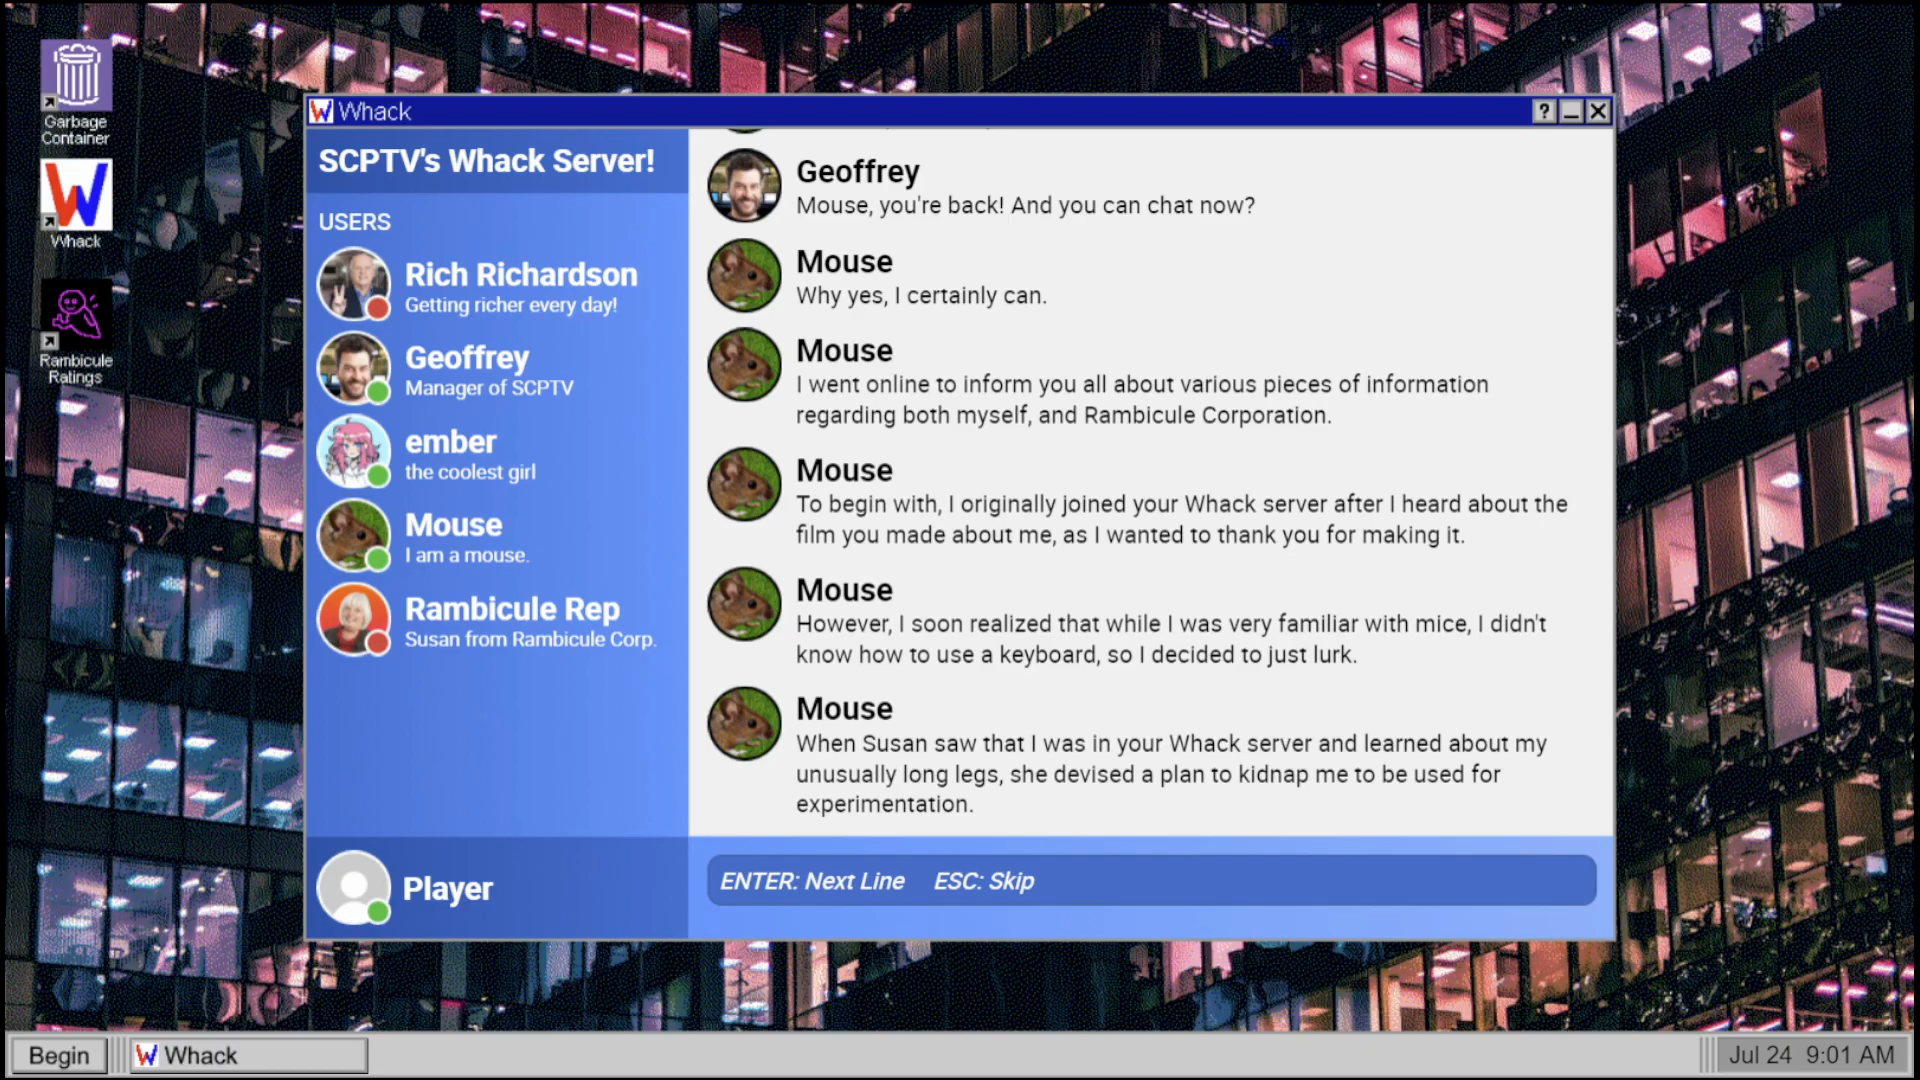 Garbage
Container
Whack
Rambicule
Ratings
Whack
SCPTV's Whack Server!
USERS
Rich Richardson
Getting richer every day!
Geoffrey
Manager of SCPTV
ember
the coolest girl
Mouse
I am a mouse.
Rambicule Rep
Susan from Rambicule Corp.
Player
Geoffrey
Mouse, you're back! And you can chat now?
Mouse
Why yes, I certainly can.
Mouse
I went online to inform you all about various pieces of information
regarding both myself, and Rambicule Corporation.
Mouse
To begin with, I originally joined your Whack server after I heard about the
film you made about me, as I wanted to thank you for making it.
Mouse
However, I soon realized that while I was very familiar with mice, I didn't
know how to use a keyboard, so I decided to just lurk.
Mouse
When Susan saw that I was in your Whack server and learned about my
unusually long legs, she devised a plan to kidnap me to be used for
experimentation.
ENTER: Next Line ESC: Skip
Begin
Whack
Jul 24 9:01 AM